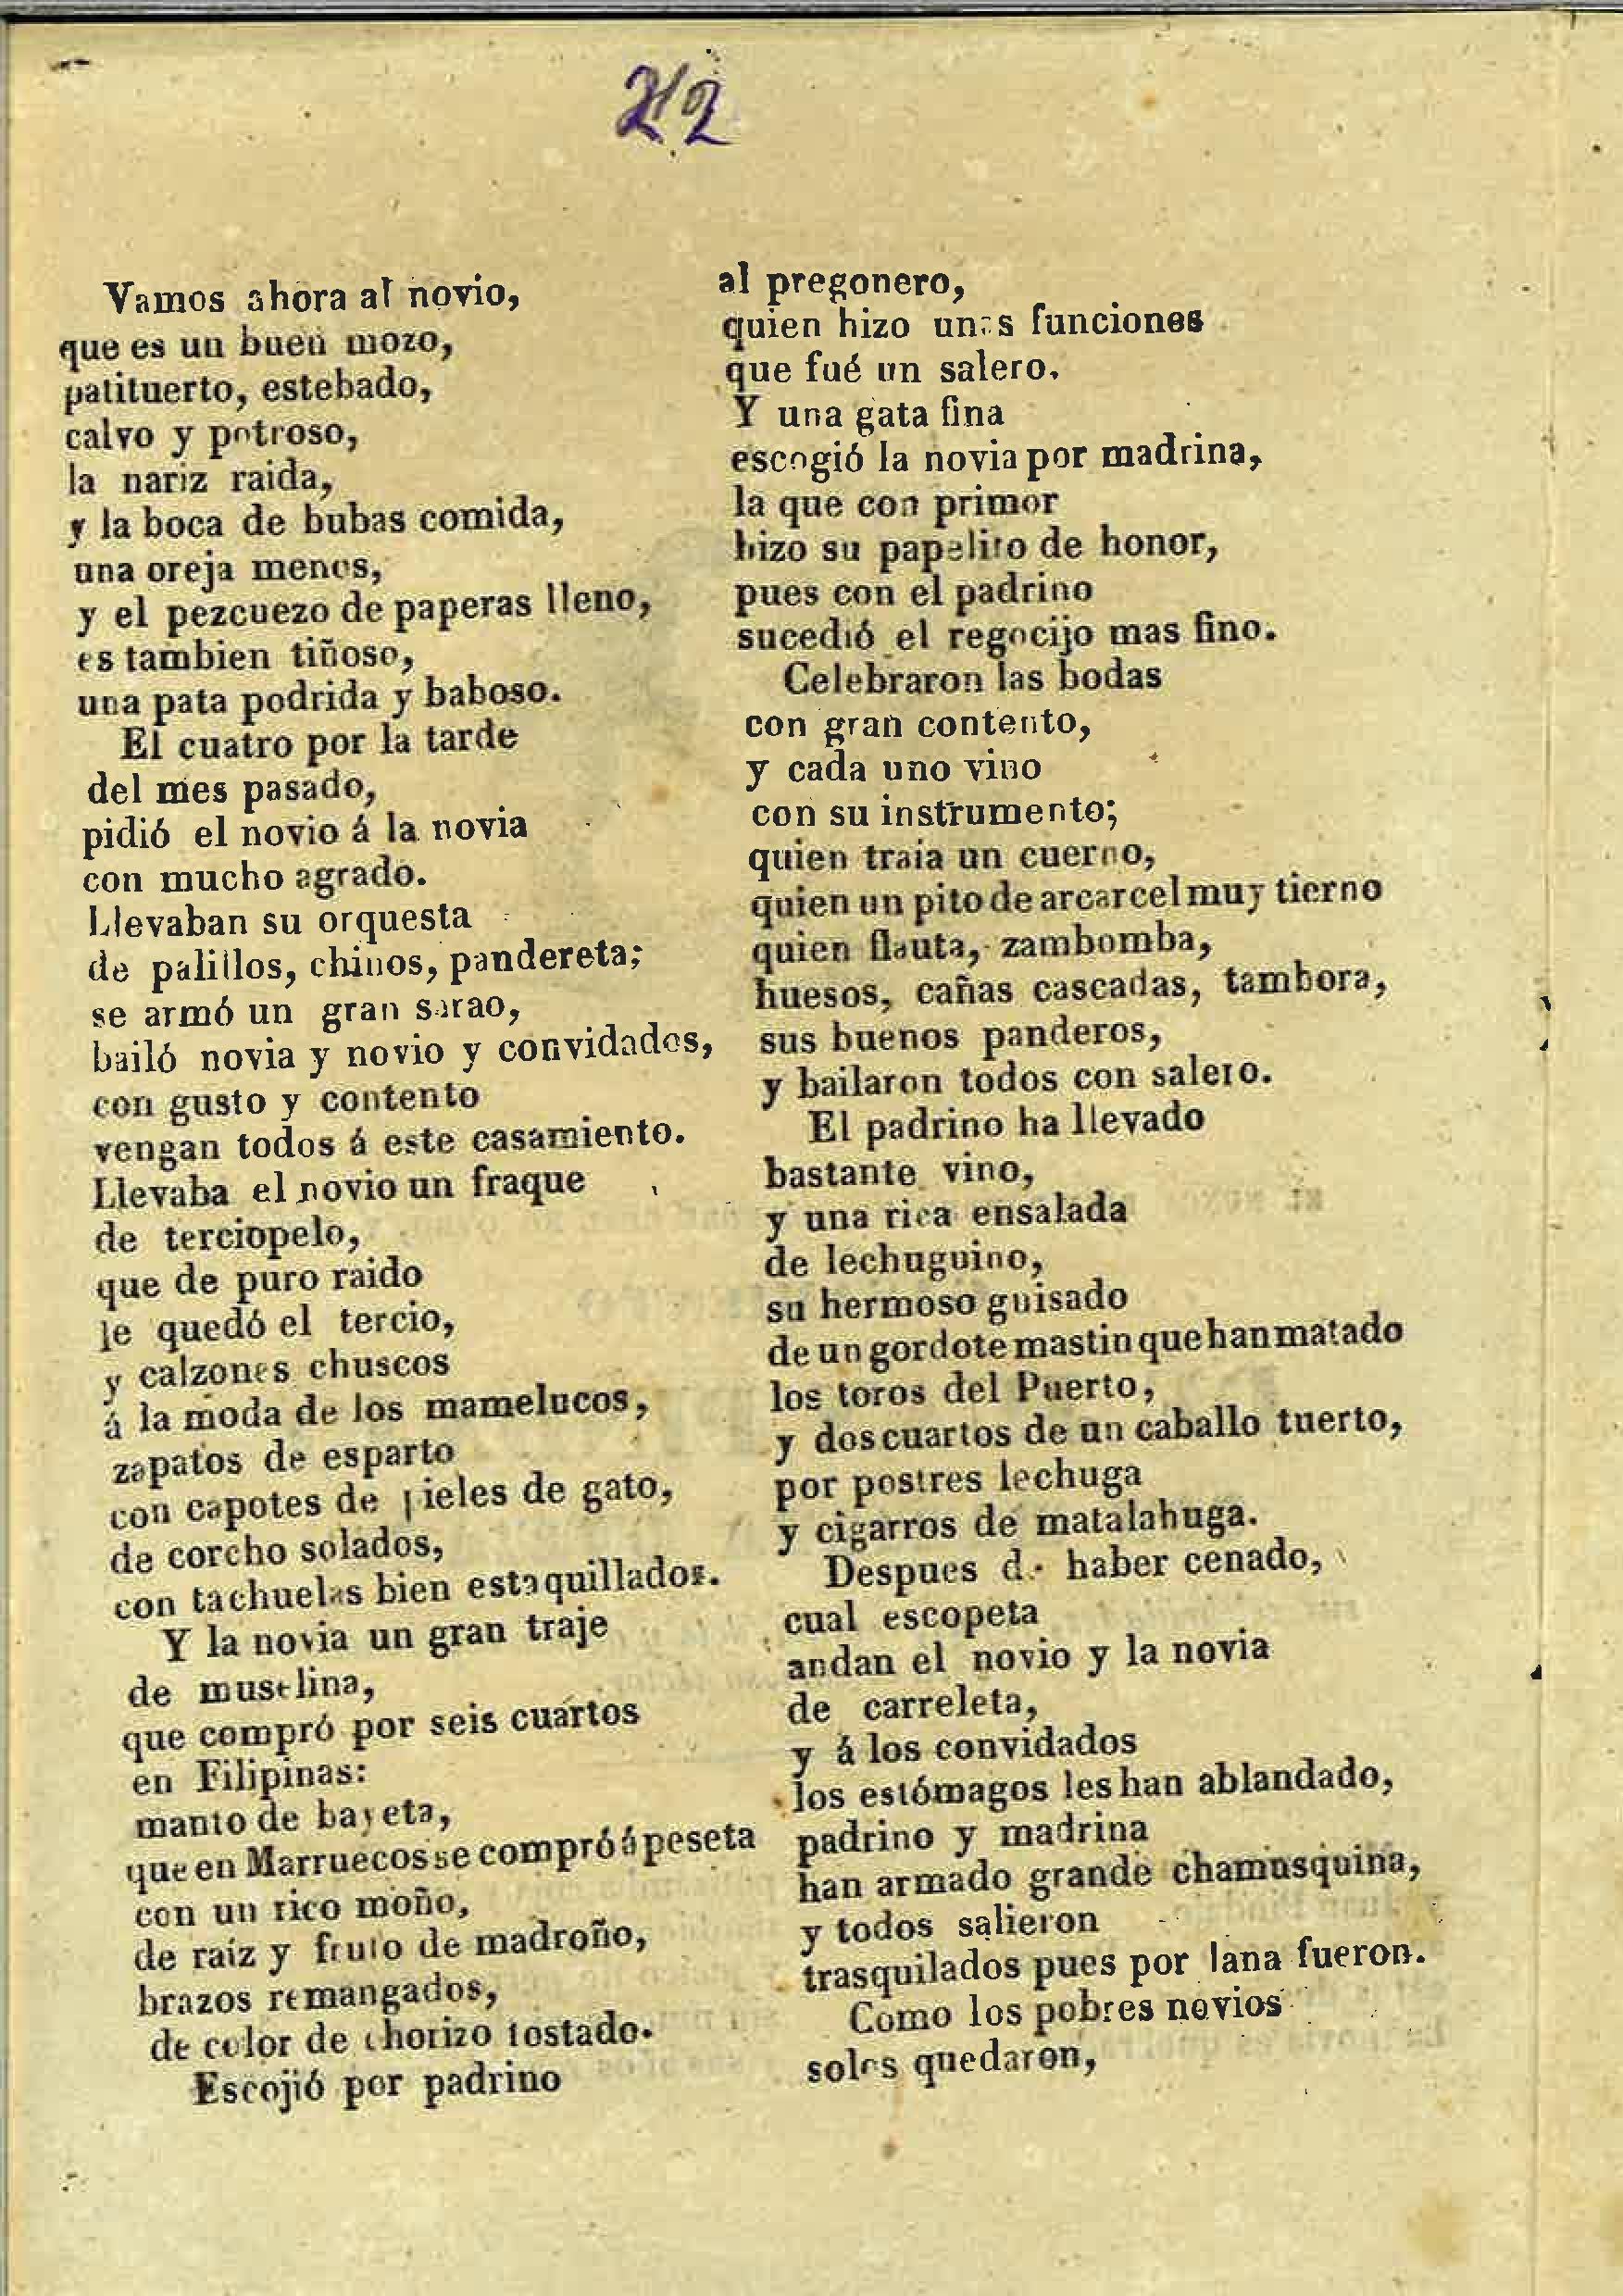 212
Vamos ahora al novio,
que es un buen mozo,
patituerto, estebado,
calvo y potroso,
la nariz raida,
y la boca de bubas comida,
una oreja menos,
y el pezcuezo de paperas lleno,
es tambien tiñoso,
una pata podrida y baboso.
El cuatro por la tarde
del mes pasado,
pidió el novio á la novia
con mucho agrado.
Llevaban su orquesta
de palillos, chinos, pandereta;
se armó un gran sarao,
bailó novia y novio y convidados,
con gusto y contento
vengan todos á este casamiento.
Llevaba el novio un fraque
de terciopelo,
que de puro raido
le quedó el tercio,
y calzones chuscos
á la moda de los mamelucos,
zapatos de esparto
con capotes de pieles de gato,
de corcho solados,
con tachuelas bien estaquillados.
Y la novia un gran traje
de muselina,
que compró por seis cuartos
en Filipinas:
manto de bayeta,
que en Marruecos se compró á peseta
con un rico moño,
de raiz y fruto de madroño,
brazos remangados,
de color de chorizo tostado.
Escojió por padrino
al pregonero,
quien hizo unas funciones
que fué un salero.
Y una gata fina
escogió la novia por madrina,
la que con primor
hizo su papelito de honor,
pues con el padrino
sucedió el regocijo mas fino.
Celebraron las bodas
con gran contento,
y cada uno vino
con su instrumento;
quien traia un cuerno,
quien un pito de arcarcel muy tierno
quien flauta, zambomba,
huesos, cañas cascadas, tambora,
sus buenos panderos,
y bailaron todos con salero.
El padrino ha llevado
bastante vino,
y una rica ensalada
de lechuguino,
su hermoso guisado
de un gordote mastin que han matado
los toros del Puerto,
y dos cuartos de un caballo tuerto,
por postres lechuga
y cigarros de matalahuga.
Despues de haber cenado,
cual escopeta
andan el novio y la novia
de carreleta,
y á los convidados
los estómagos les han ablandado,
padrino y madrina
han armado grande chamusquina,
y todos salieron
trasquilados pues por lana fueron.
Como los pobres novios
solos quedaron,